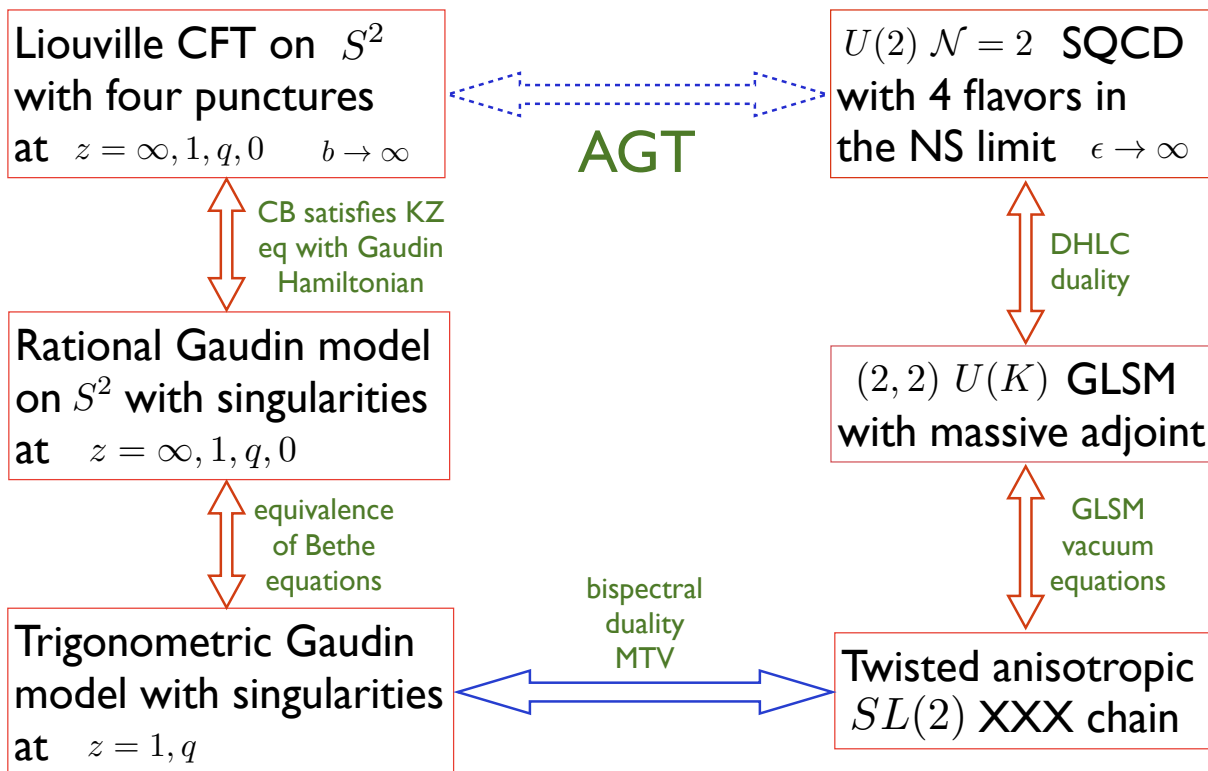 Liouville CFT on S^2
with four punctures
at z = ∞, 1, q, 0 b → ∞
AGT
U(2) 𝒩 = 2 SQCD
with 4 flavors in
the NS limit ϵ → ∞
CB satisfies KZ
eq with Gaudin
Hamiltonian
DHLC
duality
Rational Gaudin model
on S^2 with singularities
at z = ∞, 1, q, 0
(2, 2) U(K) GLSM
with massive adjoint
equivalence
of Bethe
equations
GLSM
vacuum
equations
bispectral
duality
MTV
Trigonometric Gaudin
model with singularities
at z = 1, q
Twisted anisotropic
SL(2) XXX chain